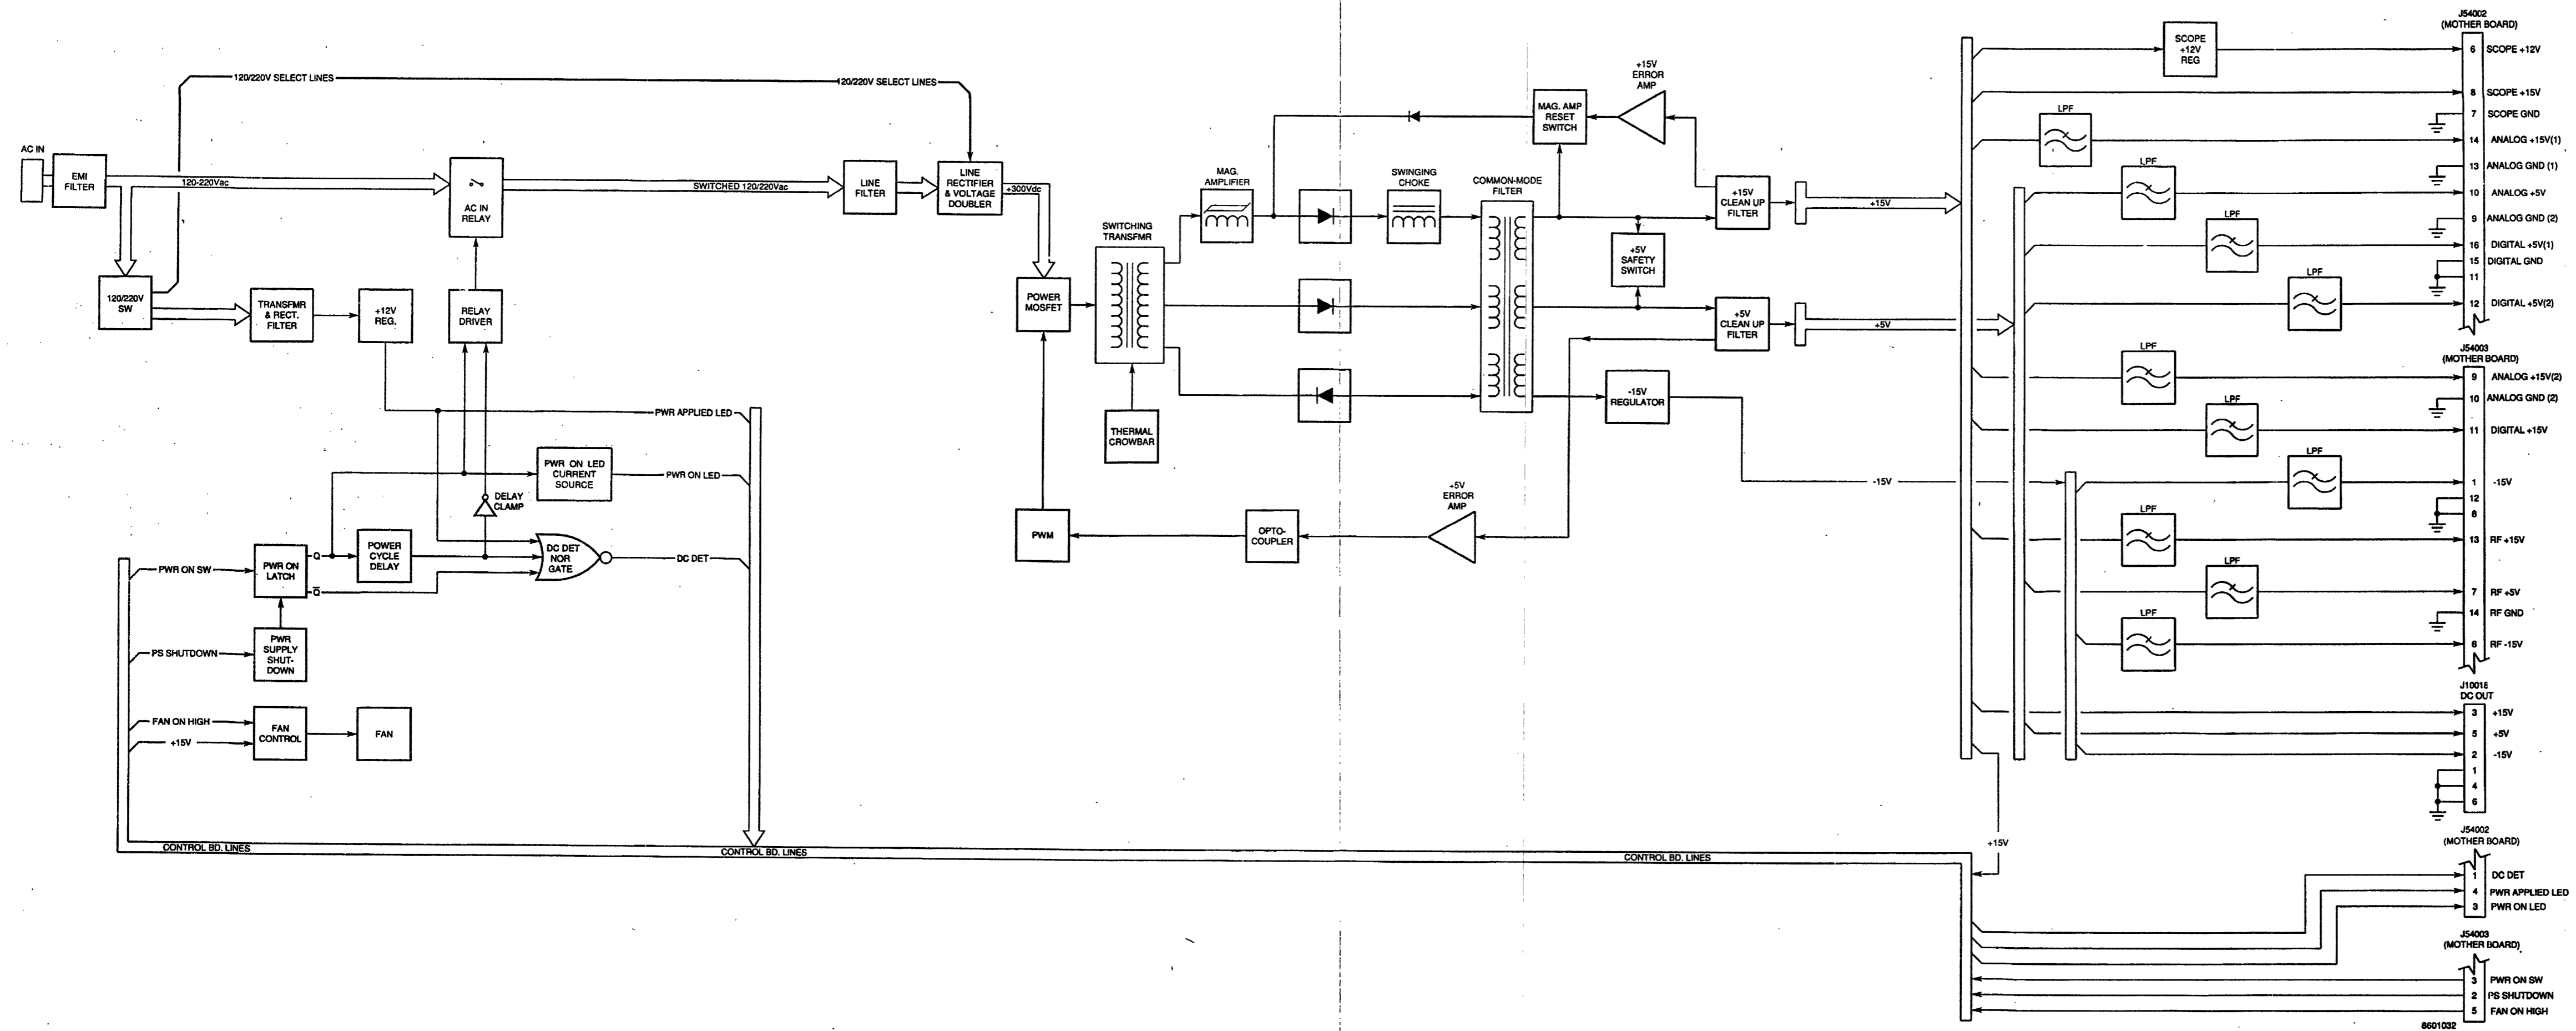 J54002
(MOTHER BOARD)
SCOPE
+12V
REG
6 SCOPE +12V
120/220V SELECT LINES
120/220V SELECT LINES
+15V
ERROR
AMP
8 SCOPE +15V
MAG. AMP
RESET
SWITCH
LPF
7 SCOPE GND
14 ANALOG +15V(1)
AC IN
EMI
FILTER
120-220Vac
AC IN
RELAY
SWITCHED 120/220Vac
LINE
FILTER
LINE
RECTIFIER
& VOLTAGE
DOUBLER
+300Vdc
MAG.
AMPLIFIER
SWINGING
CHOKE
COMMON-MODE
FILTER
+15V
CLEAN UP
FILTER
+15V
LPF
13 ANALOG GND (1)
10 ANALOG +5V
LPF
9 ANALOG GND (2)
16 DIGITAL +5V(1)
15 DIGITAL GND
11
SWITCHING
TRANSFMR
+5V
SAFETY
SWITCH
LPF
12 DIGITAL +5V(2)
120/220V
SW
TRANSFMR
& RECT.
FILTER
+12V
REG.
RELAY
DRIVER
POWER
MOSFET
+5V
CLEAN UP
FILTER
+5V
J54003
(MOTHER BOARD)
LPF
9 ANALOG +15V(2)
10 ANALOG GND (2)
-15V
REGULATOR
PWR APPLIED LED
THERMAL
CROWBAR
LPF
11 DIGITAL +15V
PWR ON LED
CURRENT
SOURCE
PWR ON LED
LPF
-15V
1 -15V
12
8
DELAY
CLAMP
+5V
ERROR
AMP
PWM
OPTO-
COUPLER
LPF
13 RF +15V
PWR ON SW
PWR ON
LATCH
Q
Q
POWER
CYCLE
DELAY
DC DET
NOR
GATE
DC DET
LPF
7 RF +5V
14 RF GND
LPF
6 RF -15V
PS SHUTDOWN
PWR
SUPPLY
SHUT-
DOWN
J10018
DC OUT
3 +15V
5 +5V
2 -15V
1
4
6
FAN ON HIGH
+15V
FAN
CONTROL
FAN
CONTROL BD. LINES
CONTROL BD. LINES
CONTROL BD. LINES
+15V
J54002
(MOTHER BOARD)
1 DC DET
4 PWR APPLIED LED
3 PWR ON LED
J54003
(MOTHER BOARD)
3 PWR ON SW
2 PS SHUTDOWN
5 FAN ON HIGH
8601032